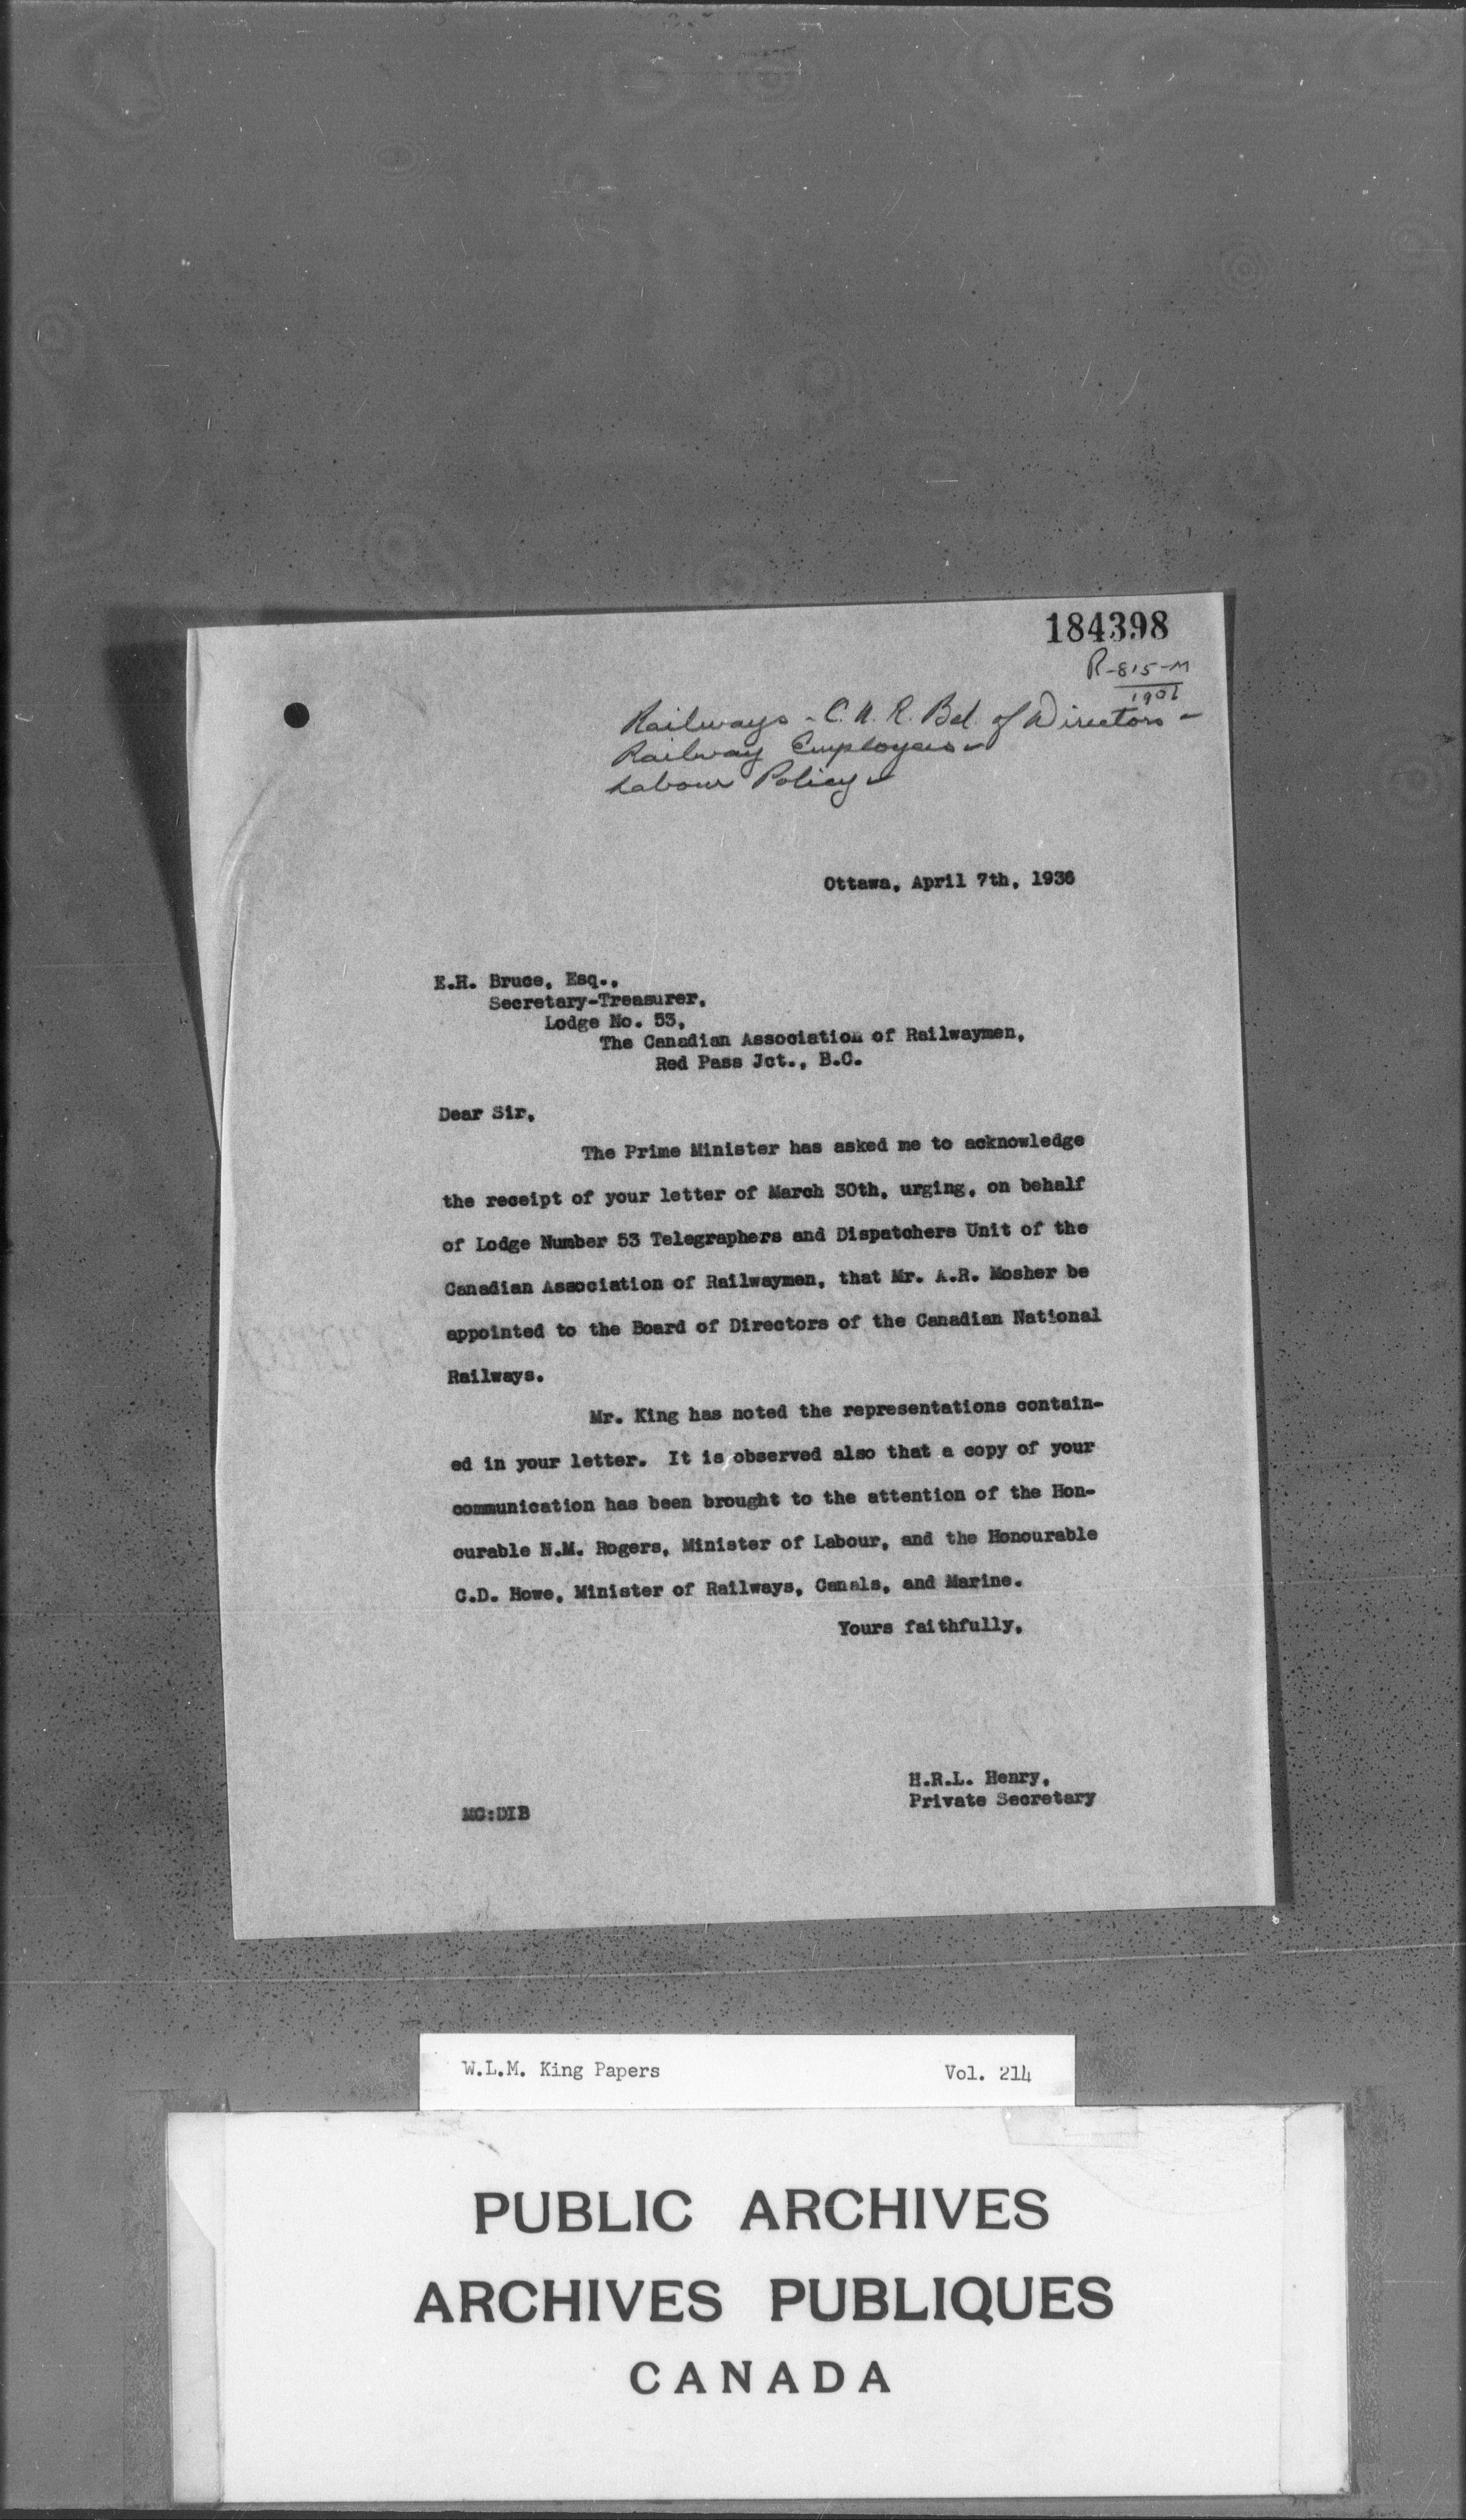 184398
R-815-M
Railways - C.N.R. Bd. of Directors -
Railway Employees
Labour Policy
Ottawa, April 7th, 1936
E.H. Bruce, Esq.,
Secretary-Treasurer,
Lodge No. 53,
The Canadian Association of Railwaymen,
Red Pass Jct., B.C.
Dear Sir,
The Prime Minister has asked me to acknowledge
the receipt of your letter of March 30th, urging, on behalf
of Lodge Number 53 Telegraphers and Dispatchers Unit of the
Canadian Association of Railwaymen, that Mr. A.R. Mosher be
appointed to the Board of Directors of the Canadian National
Railways.
Mr. King has noted the representations contain-
ed in your letter. It is observed also that a copy of your
communication has been brought to the attention of the Hon-
ourable N.M. Rogers, Minister of Labour, and the Honourable
C.D. Howe, Minister of Railways, Canals, and Marine.
Yours faithfully,
H.R.L. Henry,
Private Secretary
MG:DIB
W.L.M. King Papers Vol. 214
PUBLIC ARCHIVES
ARCHIVES PUBLIQUES
CANADA